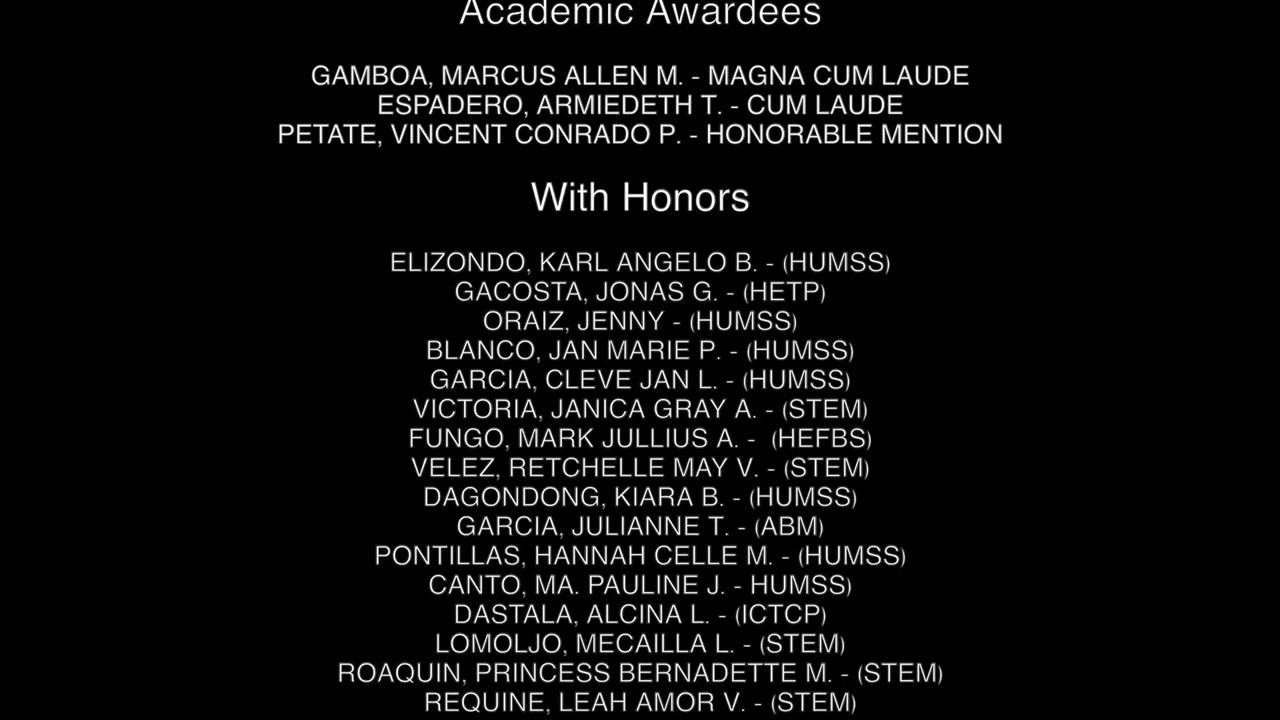 Academic Awardees
GAMBOA, MARCUS ALLEN M. - MAGNA CUM LAUDE
ESPADERO, ARMIEDETH T. - CUM LAUDE
PETATE, VINCENT CONRADO P. - HONORABLE MENTION
With Honors
ELIZONDO, KARL ANGELO B. - (HUMSS)
GACOSTA, JONAS G. - (HETP)
ORAIZ, JENNY - (HUMSS)
BLANCO, JAN MARIE P. - (HUMSS)
GARCIA, CLEVE JAN L. - (HUMSS)
VICTORIA, JANICA GRAY A. - (STEM)
FUNGO, MARK JULLIUS A. -  (HEFBS)
VELEZ, RETCHELLE MAY V. - (STEM)
DAGONDONG, KIARA B. - (HUMSS)
GARCIA, JULIANNE T. - (ABM)
PONTILLAS, HANNAH CELLE M. - (HUMSS)
CANTO, MA. PAULINE J. - HUMSS)
DASTALA, ALCINA L. - (ICTCP)
LOMOLJO, MECAILLA L. - (STEM)
ROAQUIN, PRINCESS BERNADETTE M. - (STEM)
REQUINE, LEAH AMOR V. - (STEM)